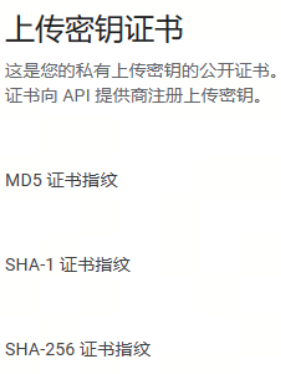 上传密钥证书
这是您的私有上传密钥的公开证书。
证书向 API 提供商注册上传密钥。
MD5 证书指纹
SHA-1 证书指纹
SHA-256 证书指纹